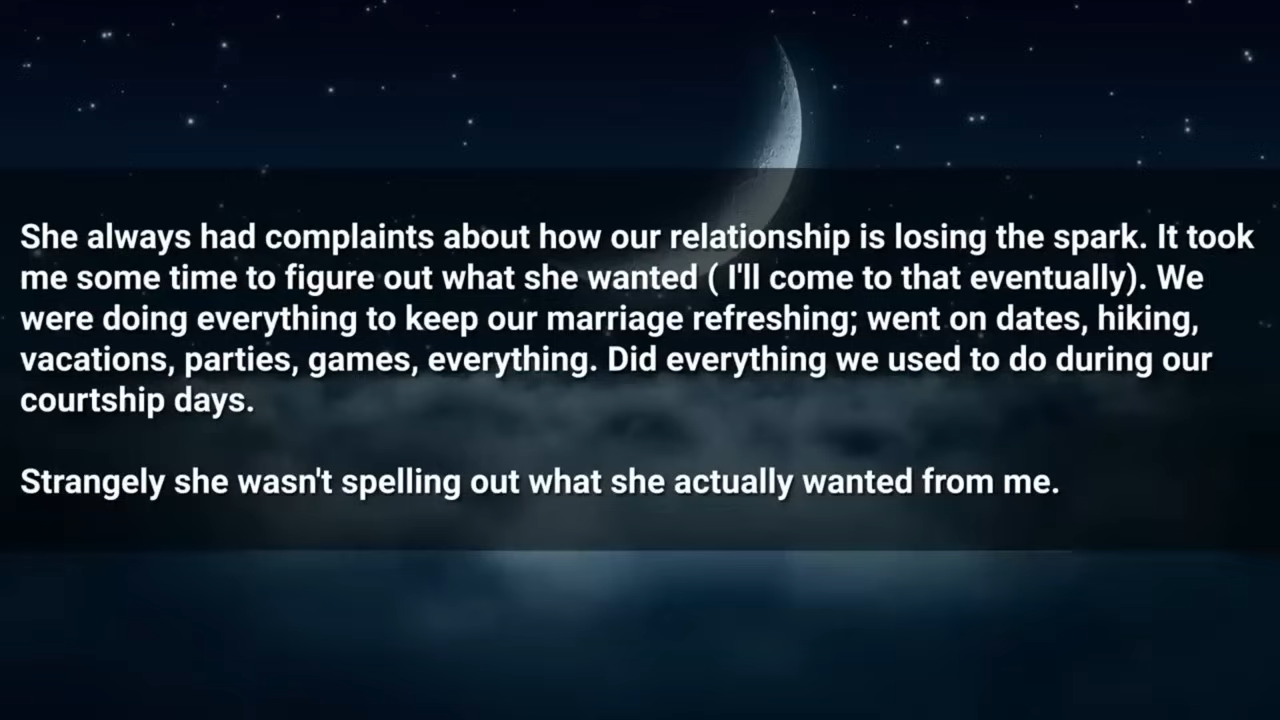 She always had complaints about how our relationship is losing the spark. It took
me some time to figure out what she wanted ( I'll come to that eventually). We
were doing everything to keep our marriage refreshing; went on dates, hiking,
vacations, parties, games, everything. Did everything we used to do during our
courtship days.
Strangely she wasn't spelling out what she actually wanted from me.